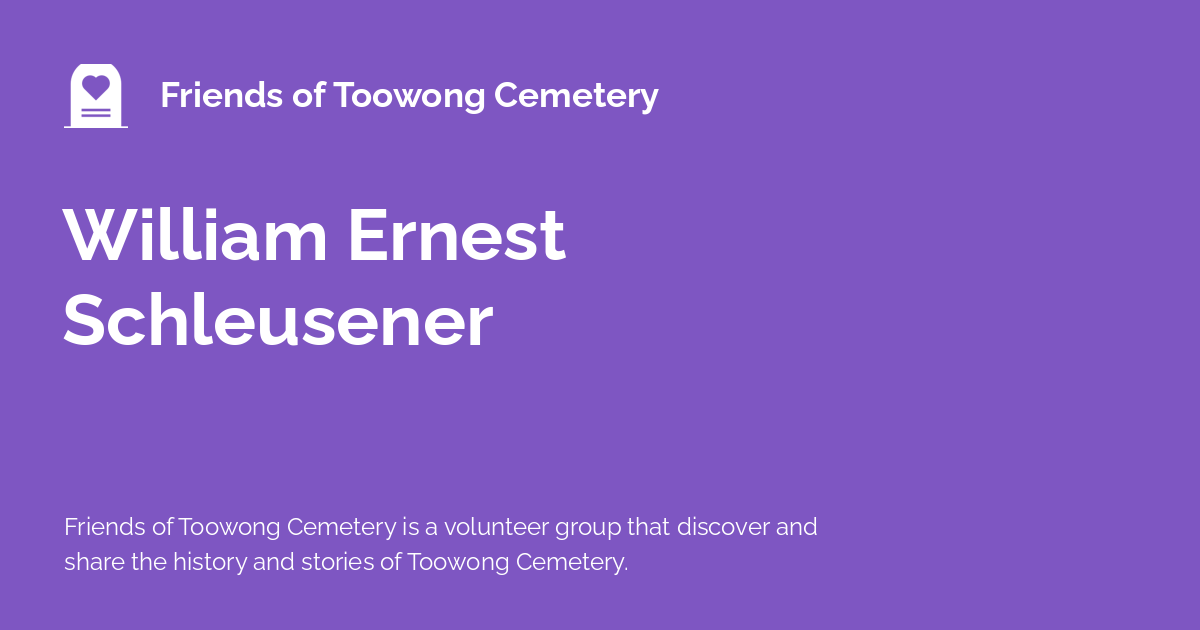 Friends of Toowong Cemetery
William Ernest
Schleusener
Friends of Toowong Cemetery is a volunteer group that discover and
share the history and stories of Toowong Cemetery.